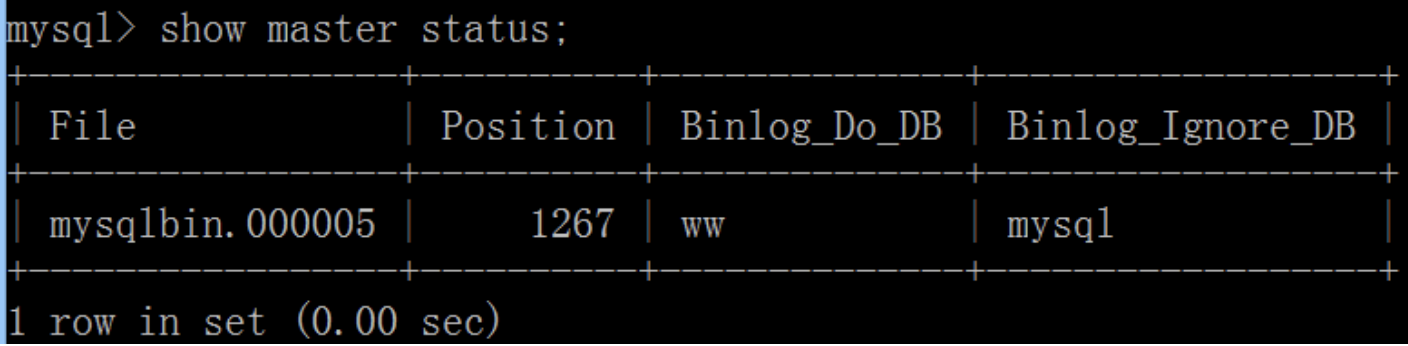 mysql> show master status;
+-----------------+----------+--------------+------------------+
| File            | Position | Binlog_Do_DB | Binlog_Ignore_DB |
+-----------------+----------+--------------+------------------+
| mysqlbin.000005 |     1267 | ww           | mysql            |
+-----------------+----------+--------------+------------------+
1 row in set (0.00 sec)